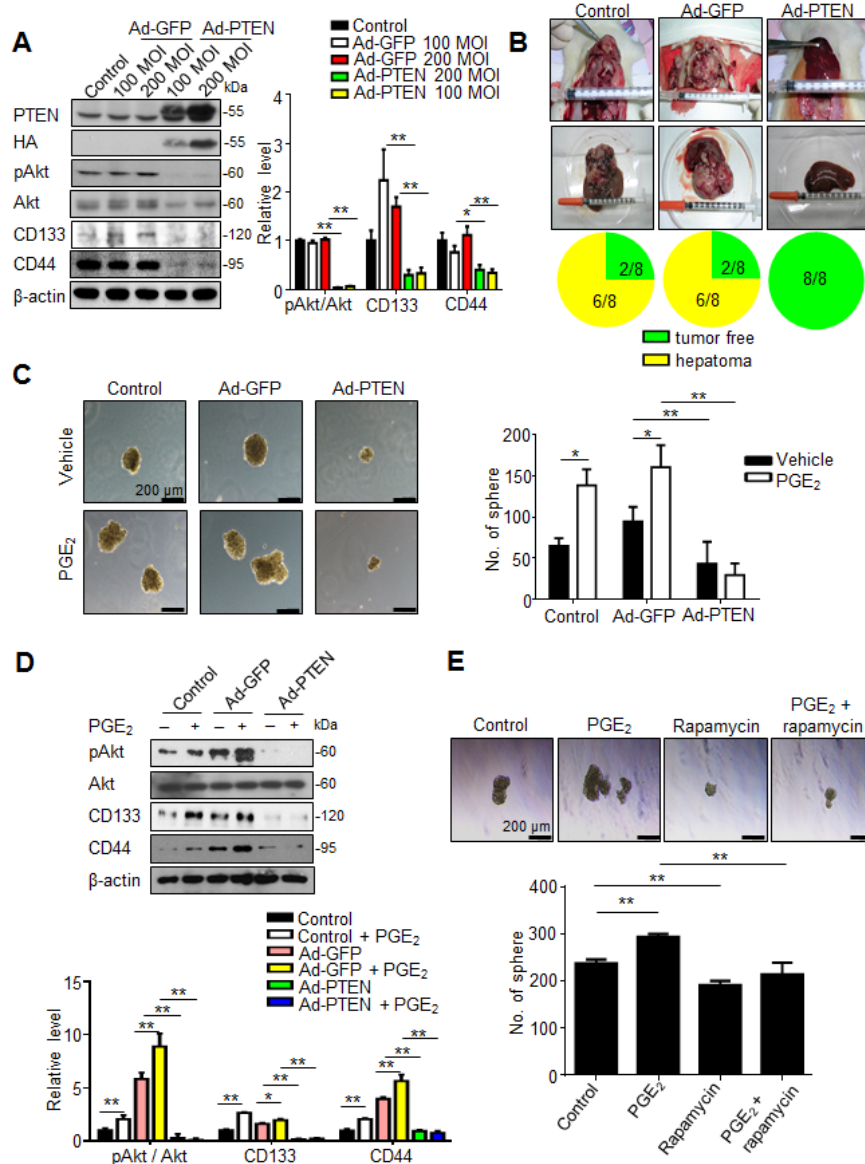 A
Ad-GFP Ad-PTEN
Control
100 MOI
200 MOI
100 MOI
200 MOI
kDa
PTEN -55
HA -55
pAkt -60
Akt -60
CD133 -120
CD44 -95
β-actin
Control
Ad-GFP 100 MOI
Ad-GFP 200 MOI
Ad-PTEN 200 MOI
Ad-PTEN 100 MOI
Relative level
4
3
2
1
0
**
**
**
**
**
*
**
pAkt/Akt CD133 CD44
B
Control Ad-GFP Ad-PTEN
2/8
6/8
2/8
6/8
8/8
tumor free
hepatoma
C
Control Ad-GFP Ad-PTEN
Vehicle
200 µm
PGE₂
No. of sphere
200
150
100
50
0
**
**
*
*
Vehicle
PGE₂
Control Ad-GFP Ad-PTEN
D
Control
Ad-GFP
Ad-PTEN
PGE₂ – + – + – + kDa
pAkt -60
Akt -60
CD133 -120
CD44 -95
β-actin
Control
Control + PGE₂
Ad-GFP
Ad-GFP + PGE₂
Ad-PTEN
Ad-PTEN + PGE₂
Relative level
15
10
5
0
**
**
**
**
**
**
*
**
**
**
**
**
pAkt / Akt CD133 CD44
E
Control PGE₂ Rapamycin PGE₂ + rapamycin
200 µm
No. of sphere
400
300
200
200
0
**
**
**
Control
PGE₂
Rapamycin
PGE₂ + rapamycin